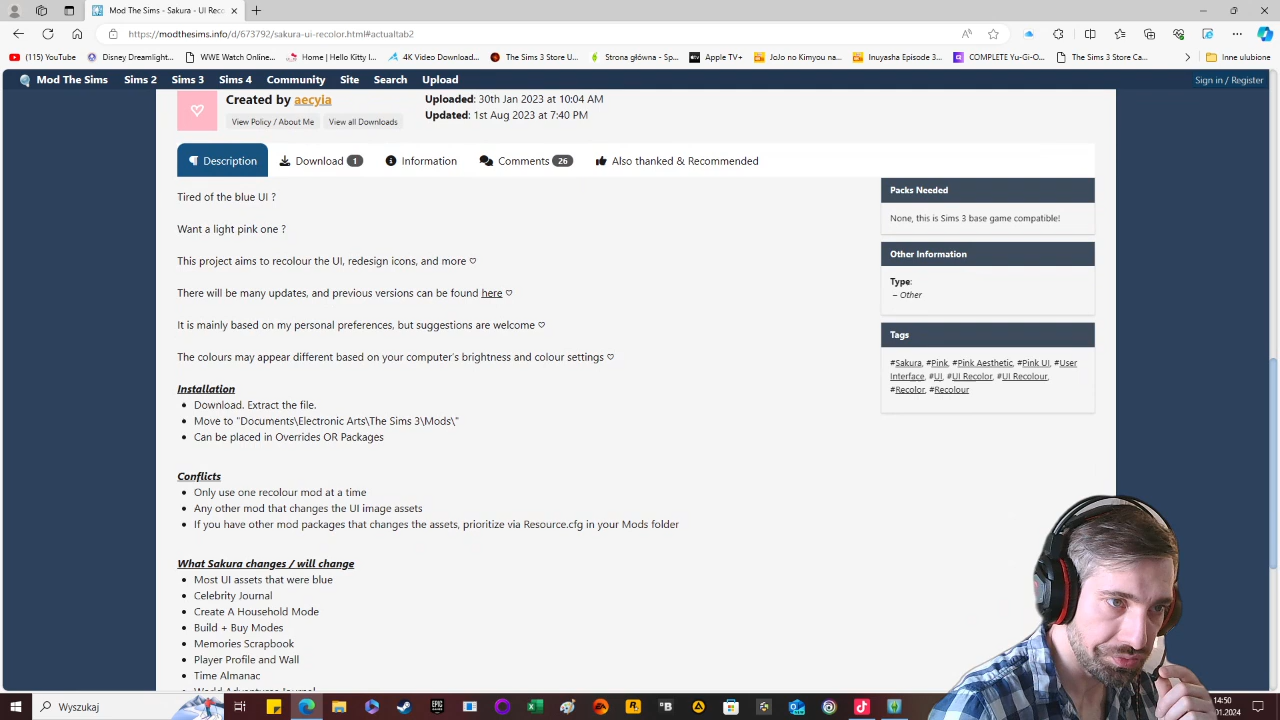 Mod The Sims - Sakura - UI Reco
https://modthesims.info/d/673792/sakura-ui-recolor.html#actualtab2
(115) YouTube Disney Dreamlight... WWE Watch Online... Home | Hello Kitty I... 4K Video Download... The Sims 3 Store U... Strona główna - Sp... Apple TV+ JoJo no Kimyou na... Inuyasha Episode 3... COMPLETE Yu-Gi-O... The Sims 3 Store Ca... Inne ulubione
Mod The Sims Sims 2 Sims 3 Sims 4 Community Site Search Upload Sign in / Register
Created by aecyia
View Policy / About Me View all Downloads
Uploaded: 30th Jan 2023 at 10:04 AM
Updated: 1st Aug 2023 at 7:40 PM
Description Download 1 Information Comments 26 Also thanked & Recommended
Tired of the blue UI ?
Want a light pink one ?
This project aims to recolour the UI, redesign icons, and more ♡
There will be many updates, and previous versions can be found here ♡
It is mainly based on my personal preferences, but suggestions are welcome ♡
The colours may appear different based on your computer's brightness and colour settings ♡
Installation
• Download. Extract the file.
• Move to "Documents\Electronic Arts\The Sims 3\Mods\"
• Can be placed in Overrides OR Packages
Conflicts
• Only use one recolour mod at a time
• Any other mod that changes the UI image assets
• If you have other mod packages that changes the assets, prioritize via Resource.cfg in your Mods folder
What Sakura changes / will change
• Most UI assets that were blue
• Celebrity Journal
• Create A Household Mode
• Build + Buy Modes
• Memories Scrapbook
• Player Profile and Wall
• Time Almanac
• World Adventures Journal
Packs Needed
None, this is Sims 3 base game compatible!
Other Information
Type:
– Other
Tags
#Sakura, #Pink, #Pink Aesthetic, #Pink UI, #User
Interface, #UI, #UI Recolor, #UI Recolour,
#Recolor, #Recolour
Wyszukaj
14:50
.01.2024